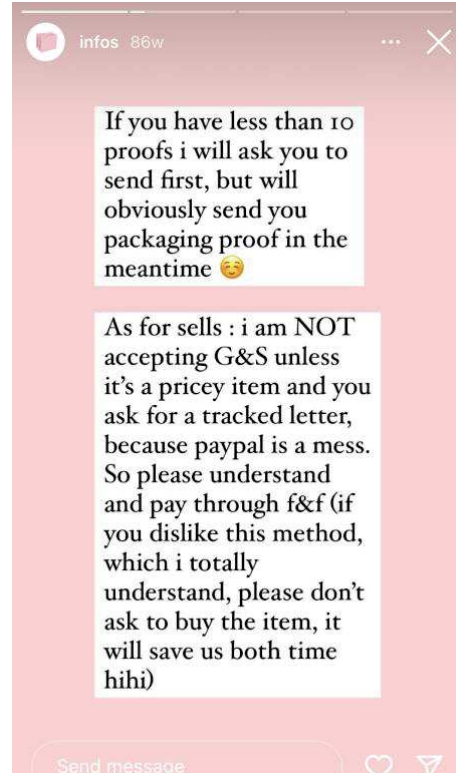 infos 86w
If you have less than 10
proofs i will ask you to
send first, but will
obviously send you
packaging proof in the
meantime ☺️
As for sells : i am NOT
accepting G&S unless
it's a pricey item and you
ask for a tracked letter,
because paypal is a mess.
So please understand
and pay through f&f (if
you dislike this method,
which i totally
understand, please don't
ask to buy the item, it
will save us both time
hihi)
Send message